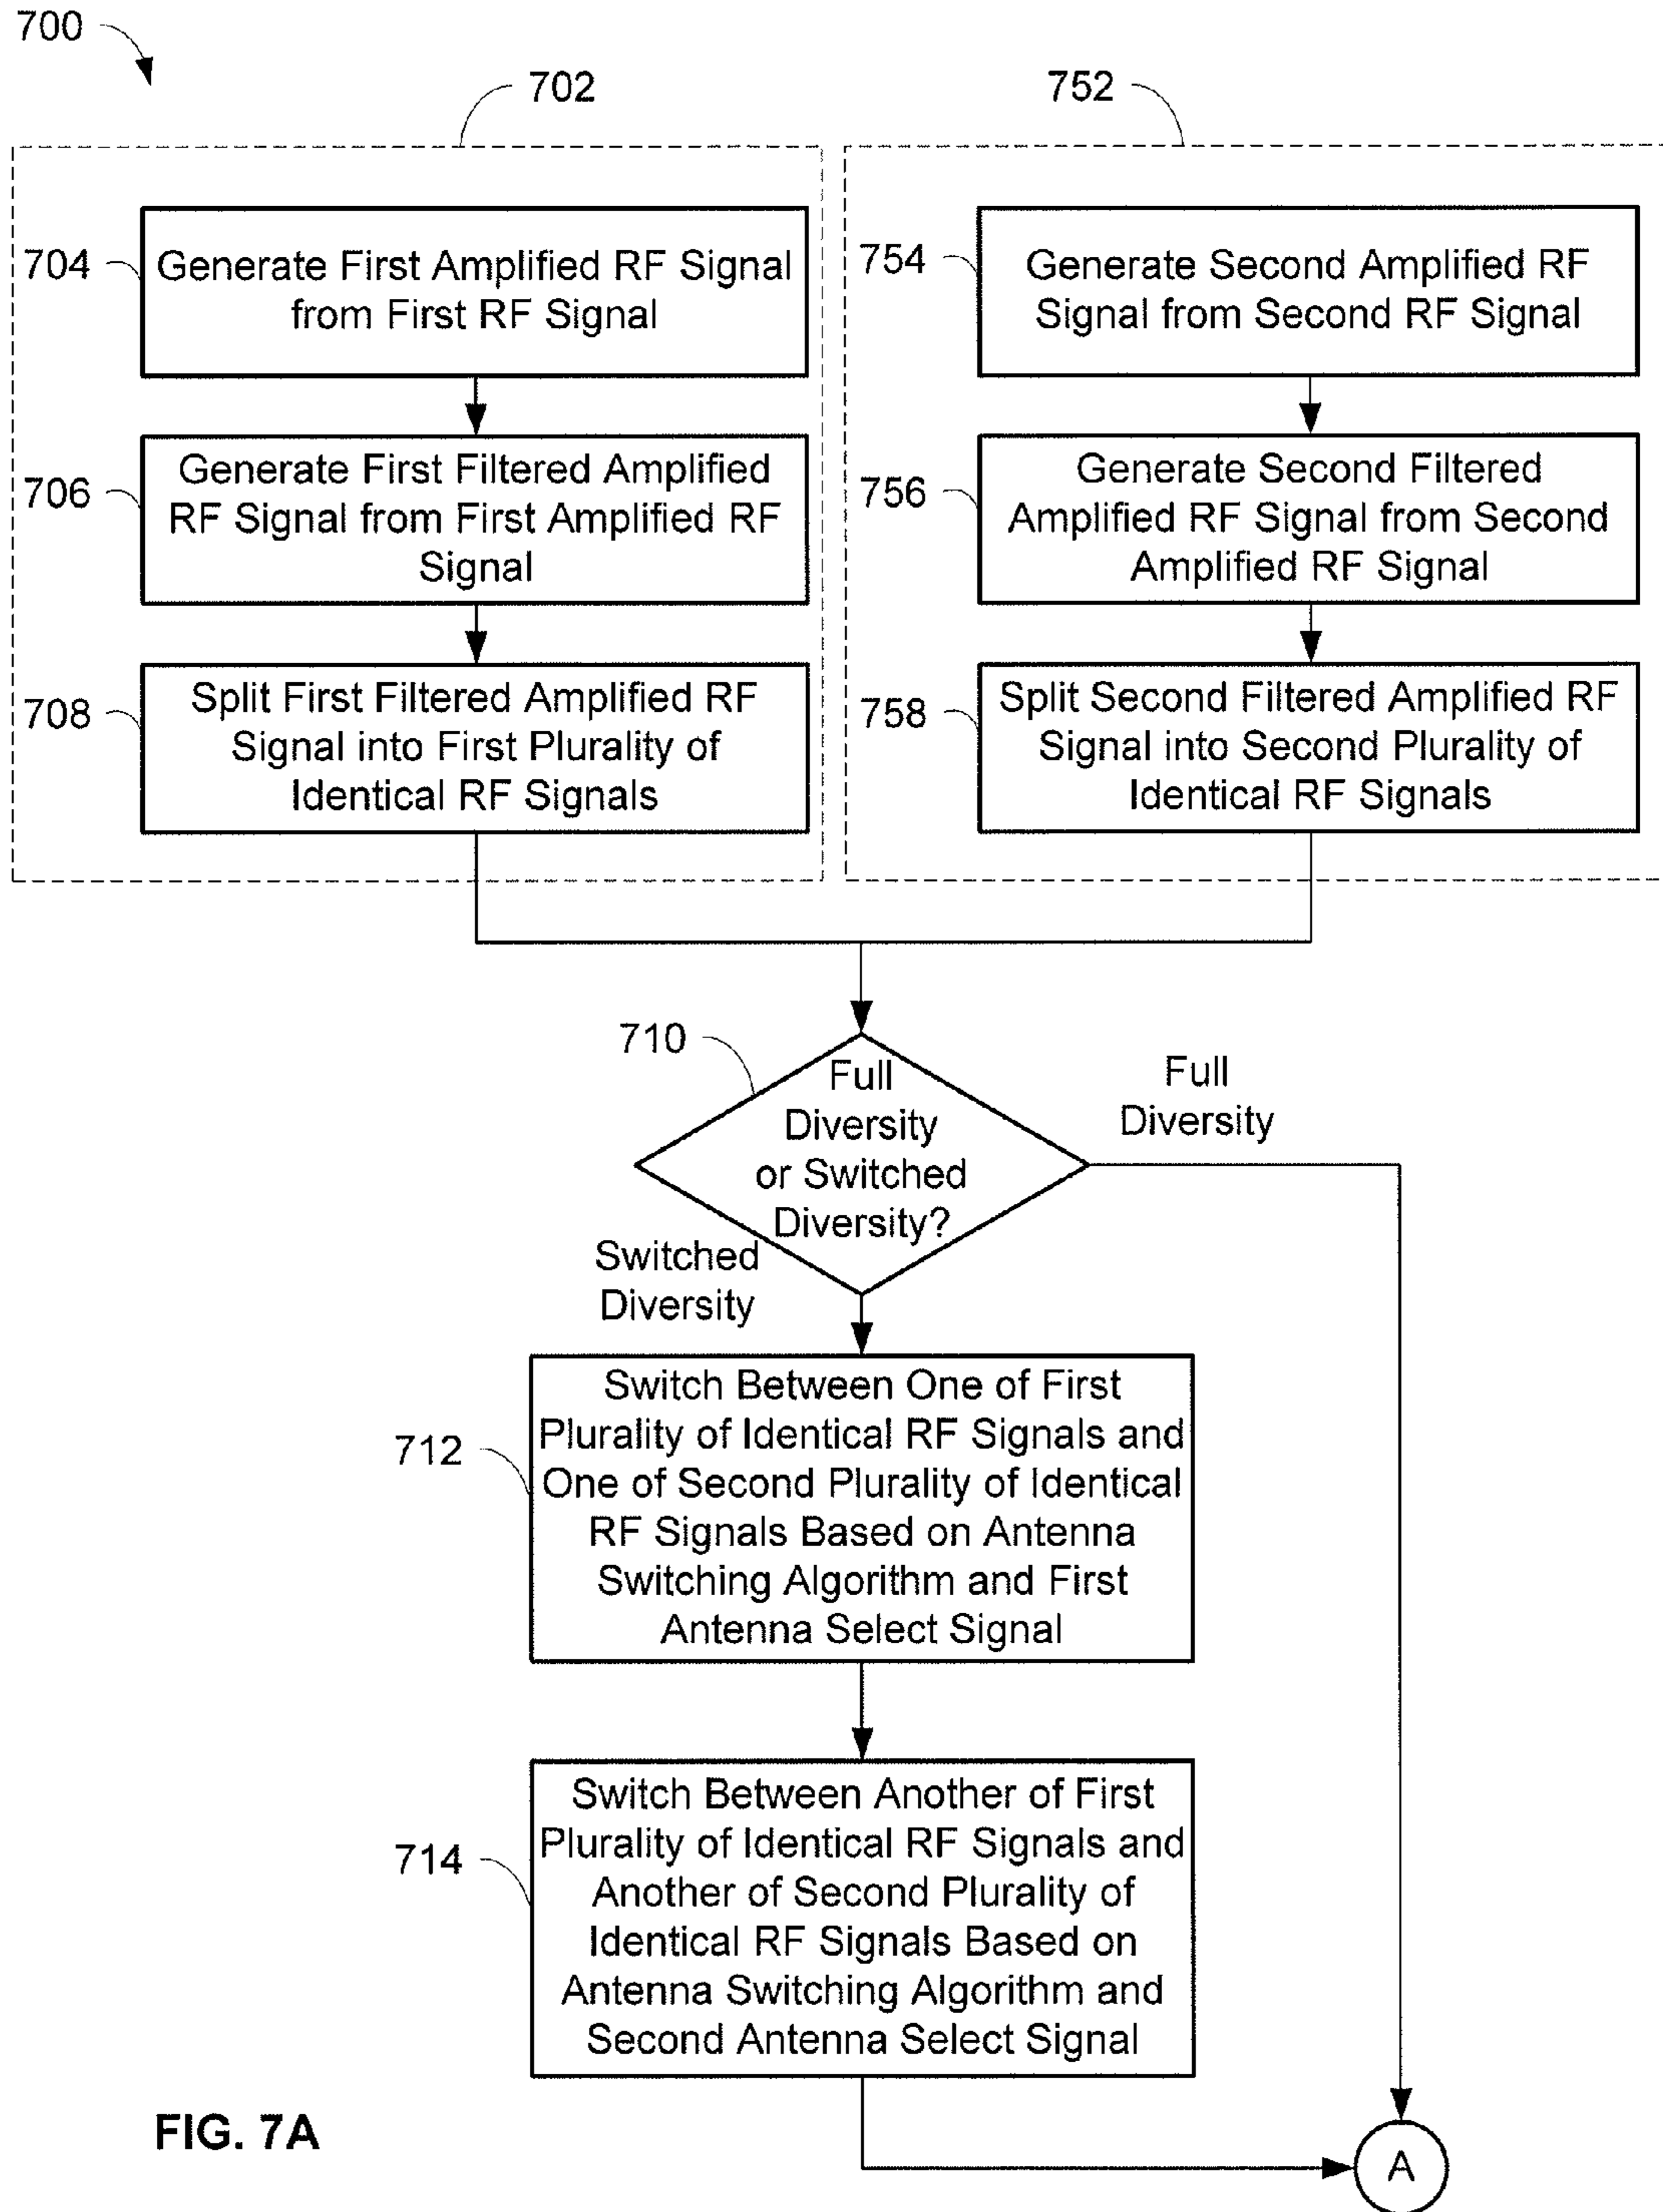 700
702
752
704
Generate First Amplified RF Signal
from First RF Signal
754
Generate Second Amplified RF
Signal from Second RF Signal
706
Generate First Filtered Amplified
RF Signal from First Amplified RF
Signal
756
Generate Second Filtered
Amplified RF Signal from Second
Amplified RF Signal
708
Split First Filtered Amplified RF
Signal into First Plurality of
Identical RF Signals
758
Split Second Filtered Amplified RF
Signal into Second Plurality of
Identical RF Signals
710
Full
Diversity
or Switched
Diversity?
Full
Diversity
Switched
Diversity
712
Switch Between One of First
Plurality of Identical RF Signals and
One of Second Plurality of Identical
RF Signals Based on Antenna
Switching Algorithm and First
Antenna Select Signal
714
Switch Between Another of First
Plurality of Identical RF Signals and
Another of Second Plurality of
Identical RF Signals Based on
Antenna Switching Algorithm and
Second Antenna Select Signal
FIG. 7A
A